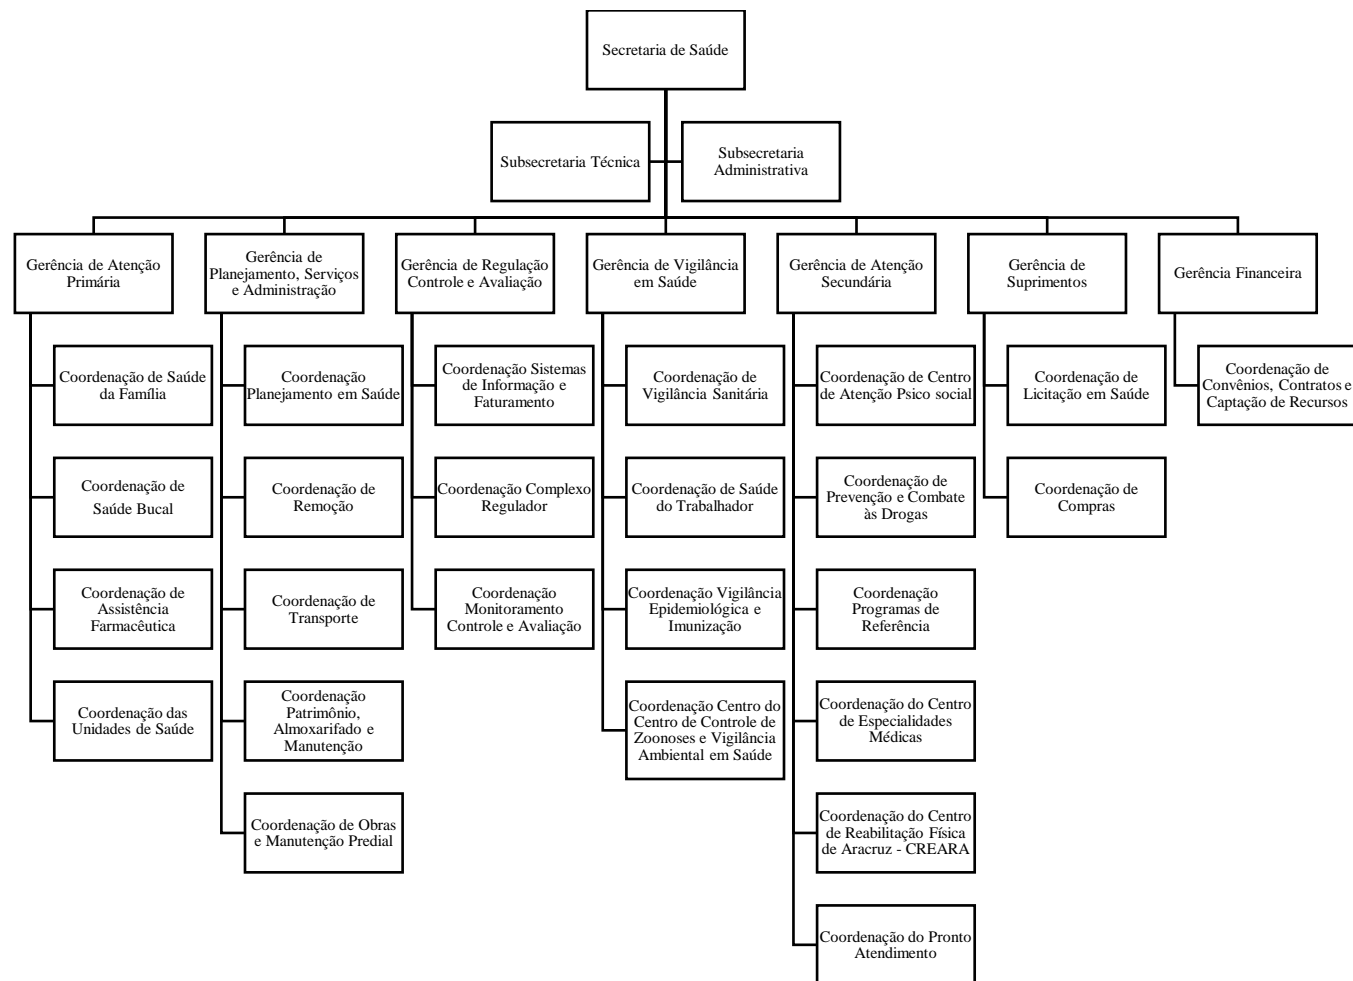 Secretaria de Saúde
Subsecretaria Técnica
Subsecretaria
Administrativa
Gerência de Atenção
Primária
Gerência de
Planejamento, Serviços
e Administração
Gerência de Regulação
Controle e Avaliação
Gerência de Vigilância
em Saúde
Gerência de Atenção
Secundária
Gerência de
Suprimentos
Gerência Financeira
Coordenação de Saúde
da Família
Coordenação
Planejamento em Saúde
Coordenação Sistemas
de Informação e
Faturamento
Coordenação de
Vigilância Sanitária
Coordenação de Centro
de Atenção Psico social
Coordenação de
Licitação em Saúde
Coordenação de
Convênios, Contratos e
Captação de Recursos
Coordenação de
Saúde Bucal
Coordenação de
Remoção
Coordenação Complexo
Regulador
Coordenação de Saúde
do Trabalhador
Coordenação de
Prevenção e Combate
às Drogas
Coordenação de
Compras
Coordenação de
Assistência
Farmacêutica
Coordenação de
Transporte
Coordenação
Monitoramento
Controle e Avaliação
Coordenação Vigilância
Epidemiológica e
Imunização
Coordenação
Programas de
Referência
Coordenação das
Unidades de Saúde
Coordenação
Patrimônio,
Almoxarifado e
Manutenção
Coordenação Centro do
Centro de Controle de
Zoonoses e Vigilância
Ambiental em Saúde
Coordenação do Centro
de Especialidades
Médicas
Coordenação de Obras
e Manutenção Predial
Coordenação do Centro
de Reabilitação Física
de Aracruz - CREARA
Coordenação do Pronto
Atendimento